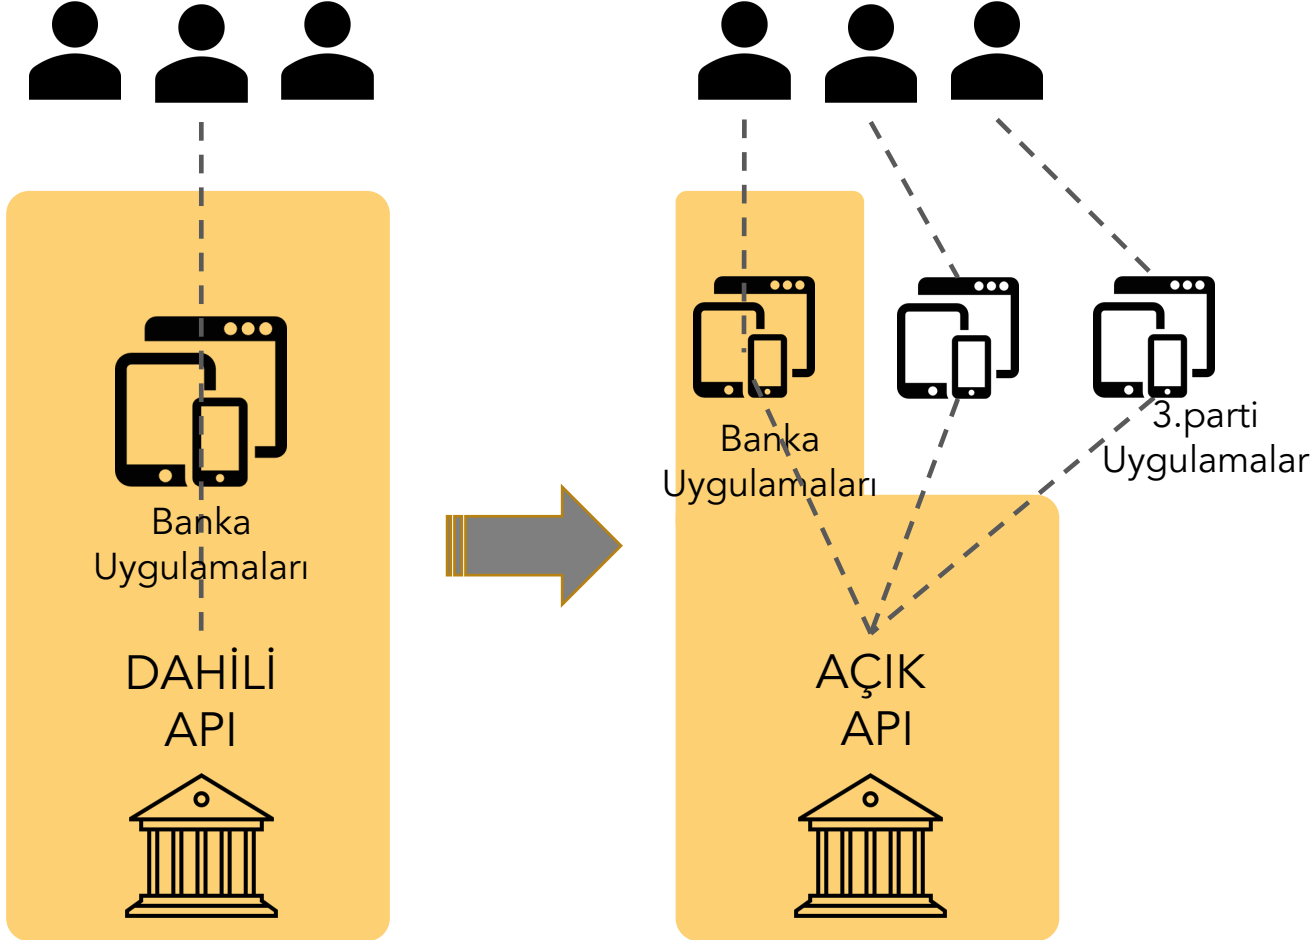 Banka
Uygulamaları
DAHİLİ
API
Banka
Uygulamaları
3.parti
Uygulamalar
AÇIK
API